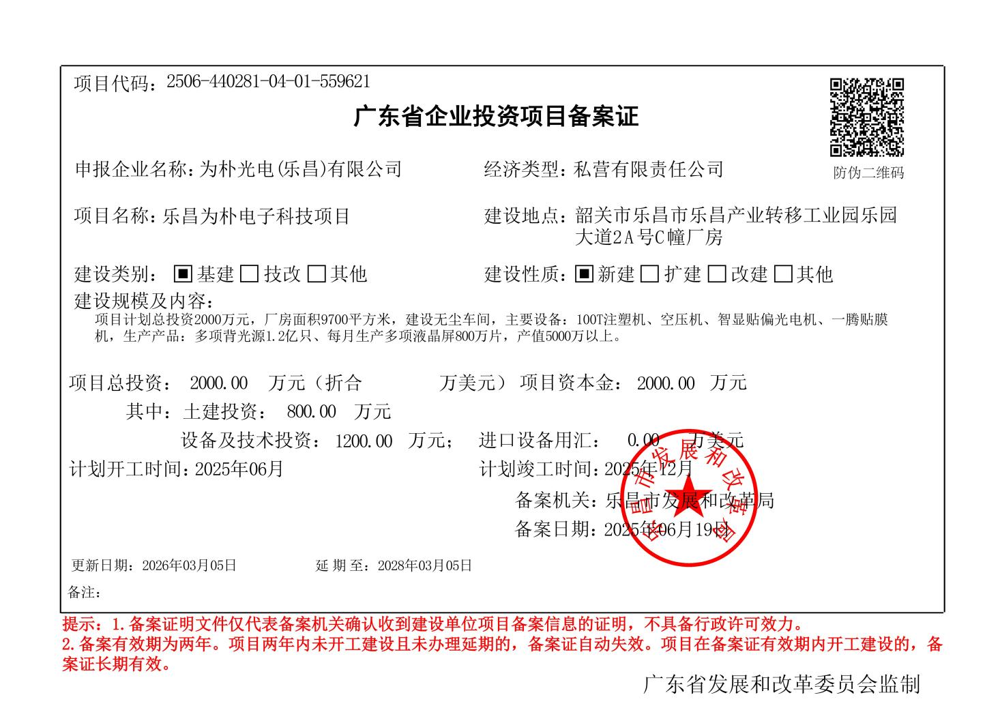 项目代码：2506-440281-04-01-559621
广东省企业投资项目备案证
防伪二维码
申报企业名称：为朴光电(乐昌)有限公司 经济类型：私营有限责任公司
项目名称：乐昌为朴电子科技项目 建设地点：韶关市乐昌市乐昌产业转移工业园乐园
大道2A号C幢厂房
建设类别：▣基建□技改□其他 建设性质：▣新建□扩建□改建□其他
建设规模及内容：
项目计划总投资2000万元，厂房面积9700平方米，建设无尘车间，主要设备：100T注塑机、空压机、智显贴偏光电机、一腾贴膜
机，生产产品：多项背光源1.2亿只、每月生产多项液晶屏800万片，产值5000万以上。
项目总投资： 2000.00 万元（折合 万美元） 项目资本金： 2000.00 万元
其中：土建投资： 800.00 万元
设备及技术投资： 1200.00 万元； 进口设备用汇： 0.00 万美元
计划开工时间：2025年06月 计划竣工时间：2025年12月
备案机关：乐昌市发展和改革局
备案日期：2025年06月19日
乐昌市发展和改革局
更新日期：2026年03月05日 延期至：2028年03月05日
备注：
提示：1.备案证明文件仅代表备案机关确认收到建设单位项目备案信息的证明，不具备行政许可效力。
2.备案有效期为两年。项目两年内未开工建设且未办理延期的，备案证自动失效。项目在备案证有效期内开工建设的，备
案证长期有效。
广东省发展和改革委员会监制